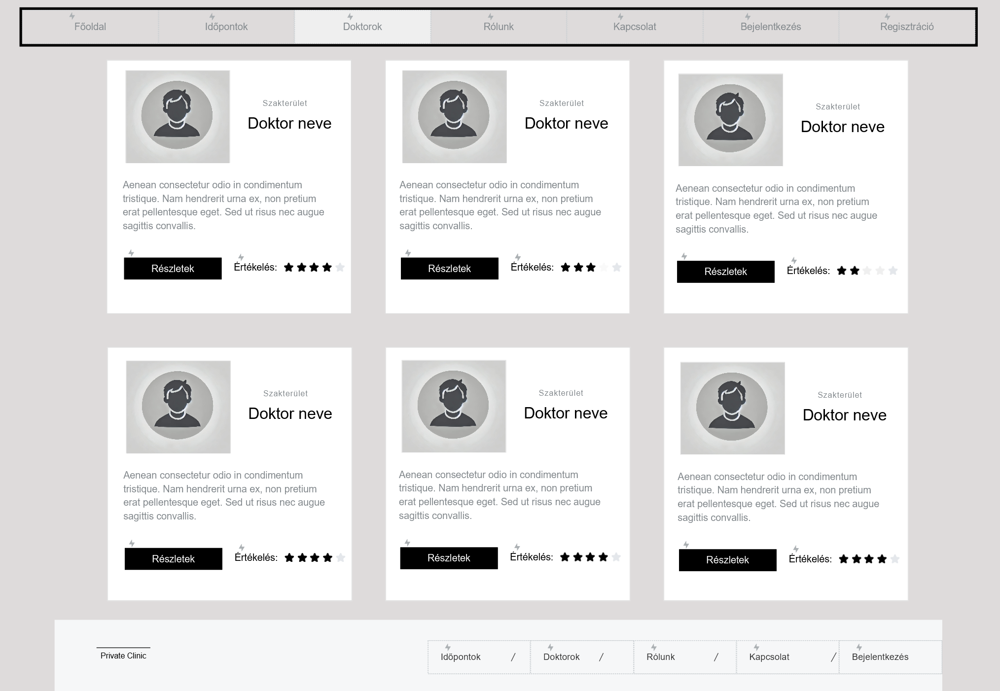 Főoldal
Időpontok
Doktorok
Rólunk
Kapcsolat
Bejelentkezés
Regisztráció
Szakterület
Doktor neve
Aenean consectetur odio in condimentum
tristique. Nam hendrerit urna ex, non pretium
erat pellentesque eget. Sed ut risus nec augue
sagittis convallis.
Részletek
Értékelés:
Szakterület
Doktor neve
Aenean consectetur odio in condimentum
tristique. Nam hendrerit urna ex, non pretium
erat pellentesque eget. Sed ut risus nec augue
sagittis convallis.
Részletek
Értékelés:
Szakterület
Doktor neve
Aenean consectetur odio in condimentum
tristique. Nam hendrerit urna ex, non pretium
erat pellentesque eget. Sed ut risus nec augue
sagittis convallis.
Részletek
Értékelés:
Szakterület
Doktor neve
Aenean consectetur odio in condimentum
tristique. Nam hendrerit urna ex, non pretium
erat pellentesque eget. Sed ut risus nec augue
sagittis convallis.
Részletek
Értékelés:
Szakterület
Doktor neve
Aenean consectetur odio in condimentum
tristique. Nam hendrerit urna ex, non pretium
erat pellentesque eget. Sed ut risus nec augue
sagittis convallis.
Részletek
Értékelés:
Szakterület
Doktor neve
Aenean consectetur odio in condimentum
tristique. Nam hendrerit urna ex, non pretium
erat pellentesque eget. Sed ut risus nec augue
sagittis convallis.
Részletek
Értékelés:
Private Clinic
Időpontok / Doktorok / Rólunk / Kapcsolat / Bejelentkezés